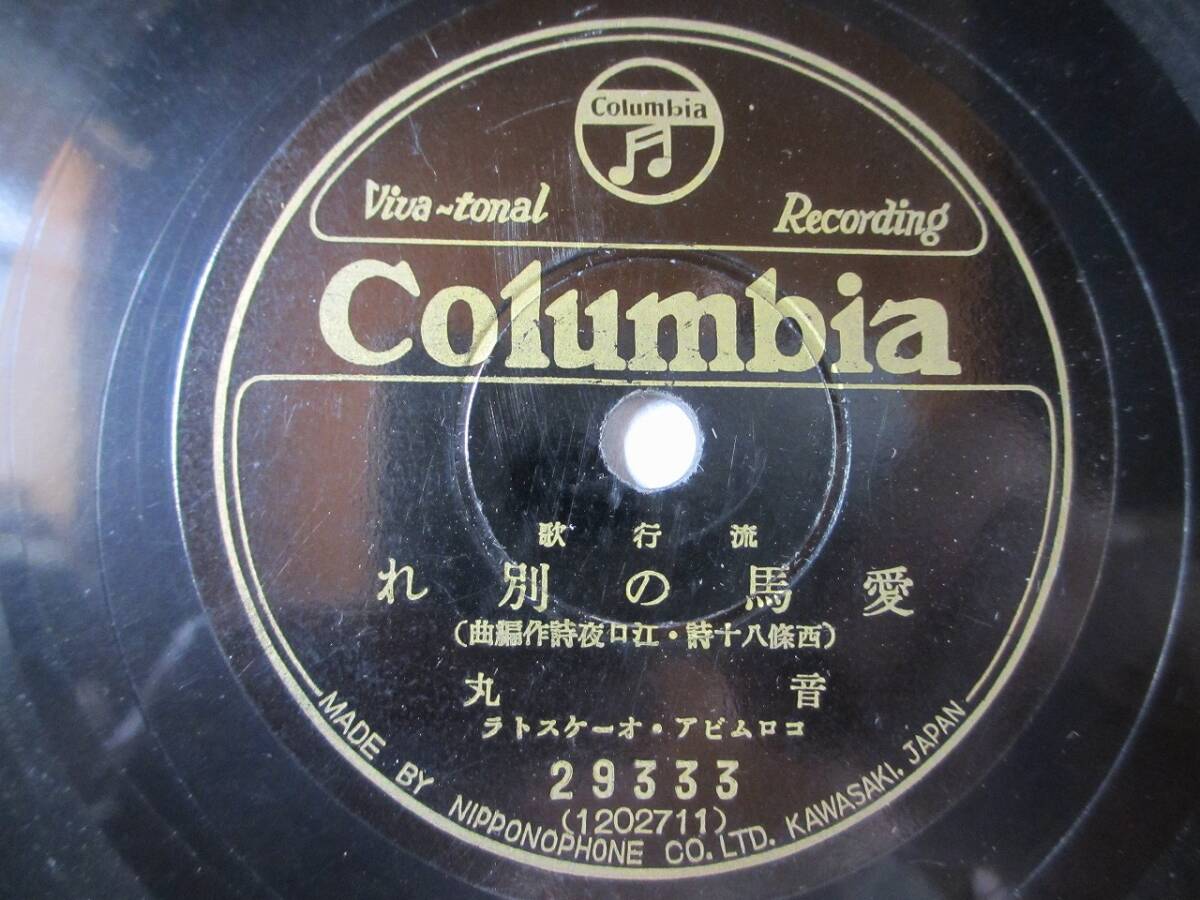 Columbia
Viva-tonal Recording
Columbia
流行歌
愛馬の別れ
(西條八十詩・江口夜詩作編曲)
音丸
コロムビア・オーケストラ
29333
(1202711)
MADE BY NIPPONOPHONE CO. LTD. KAWASAKI. JAPAN